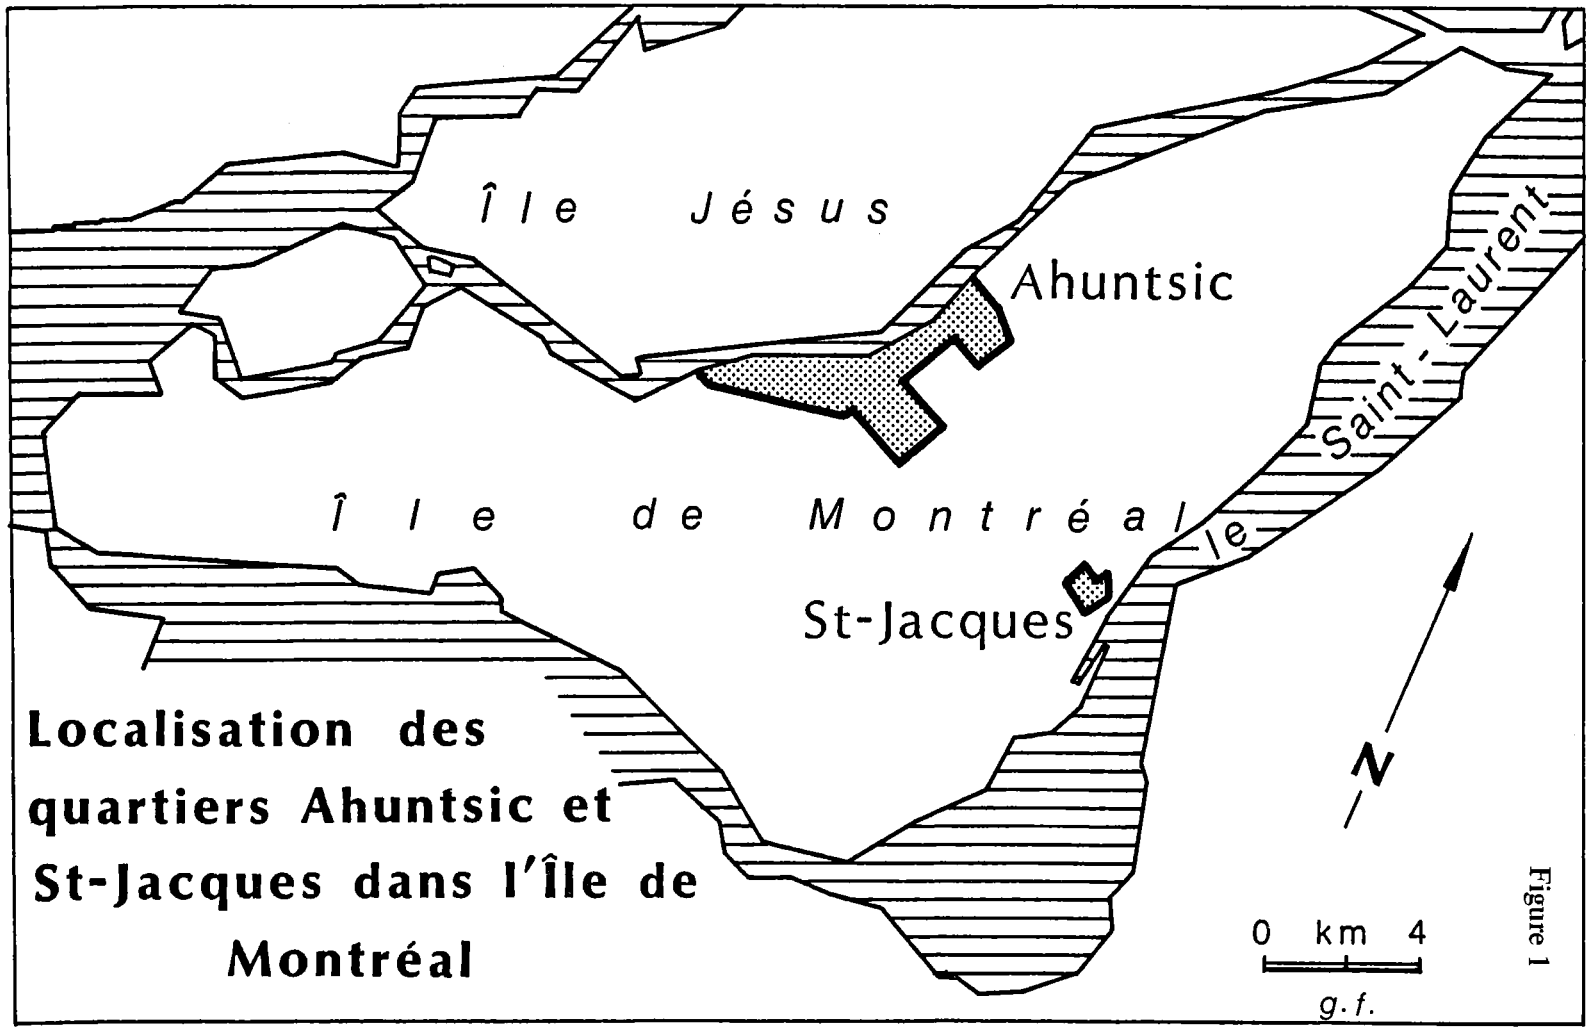 Île Jésus
Ahuntsic
Île de Montréal
le Saint-Laurent
St-Jacques
N
Localisation des
quartiers Ahuntsic et
St-Jacques dans l'Île de
Montréal
0 km 4
g.f.
Figure 1